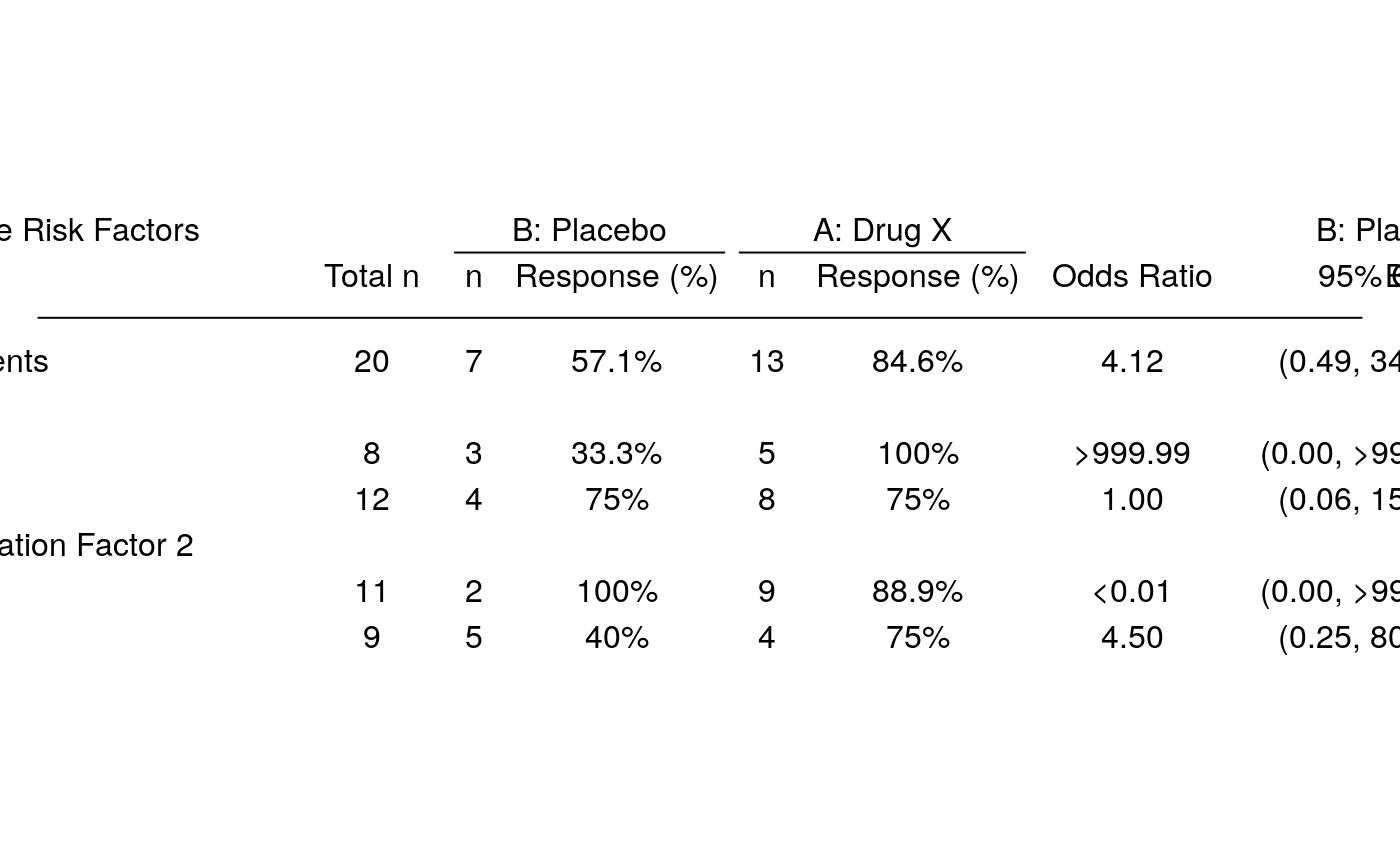 e Risk Factors B: Placebo A: Drug X B: Pla
Total n n Response (%) n Response (%) Odds Ratio 95%
ents 20 7 57.1% 13 84.6% 4.12 (0.49, 34
8 3 33.3% 5 100% >999.99 (0.00, >99
12 4 75% 8 75% 1.00 (0.06, 15
ation Factor 2
11 2 100% 9 88.9% <0.01 (0.00, >99
9 5 40% 4 75% 4.50 (0.25, 80